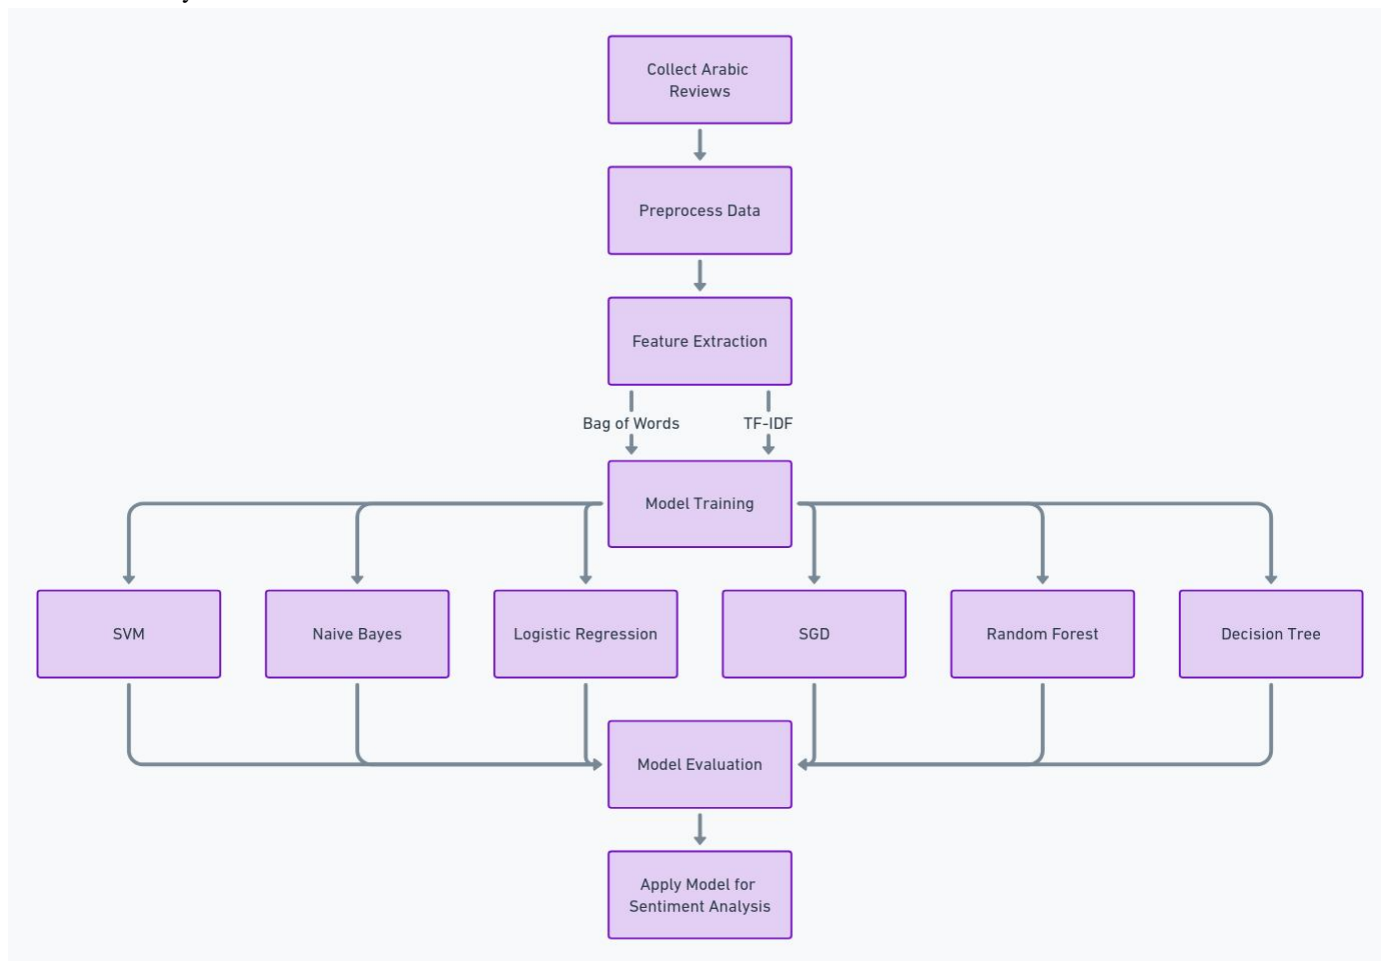 Collect Arabic
Reviews
Preprocess Data
Feature Extraction
Bag of Words
TF-IDF
Model Training
SVM
Naive Bayes
Logistic Regression
SGD
Random Forest
Decision Tree
Model Evaluation
Apply Model for
Sentiment Analysis